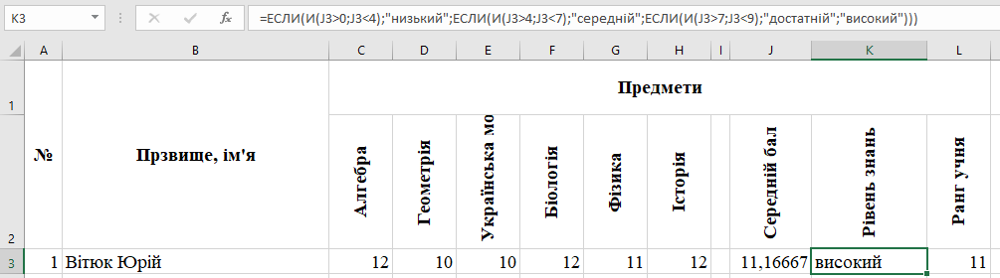 K3 =ЕСЛИ(И(J3>0;J3<4);"низький";ЕСЛИ(И(J3>4;J3<7);"середній";ЕСЛИ(И(J3>7;J3<9);"достатній";"високий")))
A B C D E F G H I J K L
1 Предмети
№ Прзвище, ім'я
2 Алгебра Геометрія Українська мо Біологія Фізика Історія Середній бал Рівень знань Ранг учня
3 1 Вітюк Юрій 12 10 10 12 11 12 11,16667 високий 11